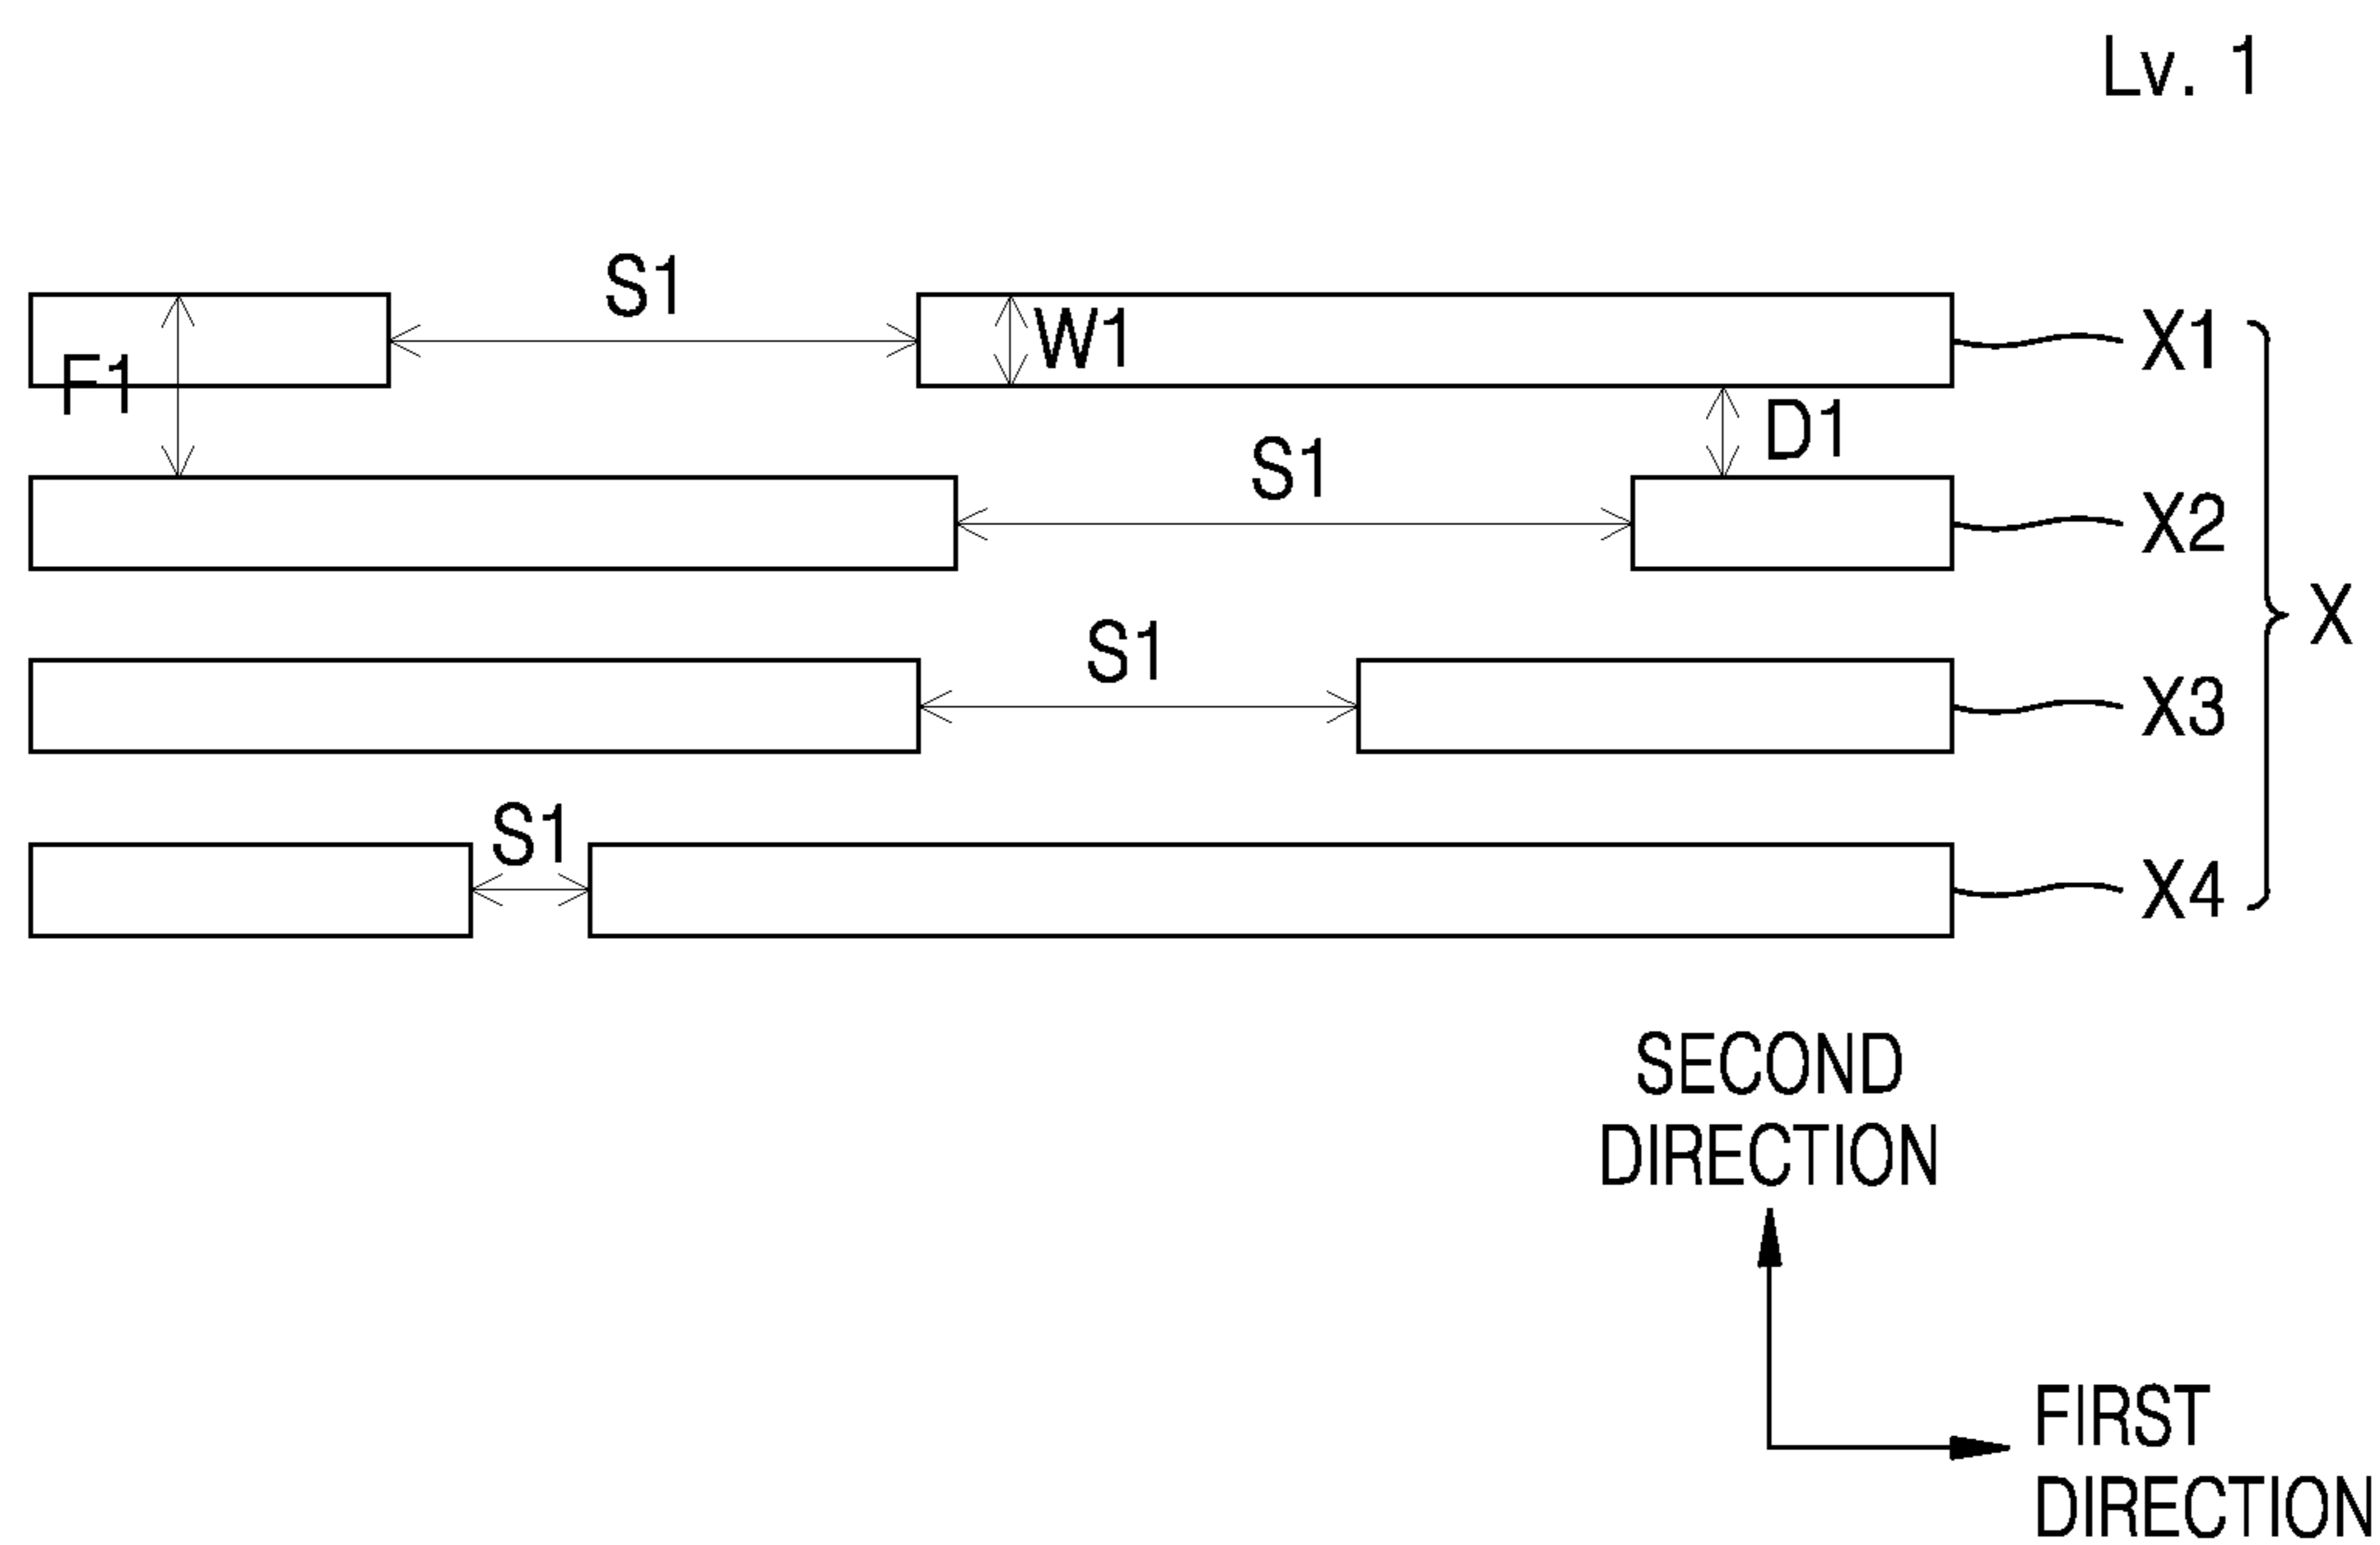 Lv. 1
S1
W1
X1
F1
D1
S1
X2
X
S1
X3
S1
X4
SECOND
DIRECTION
FIRST
DIRECTION